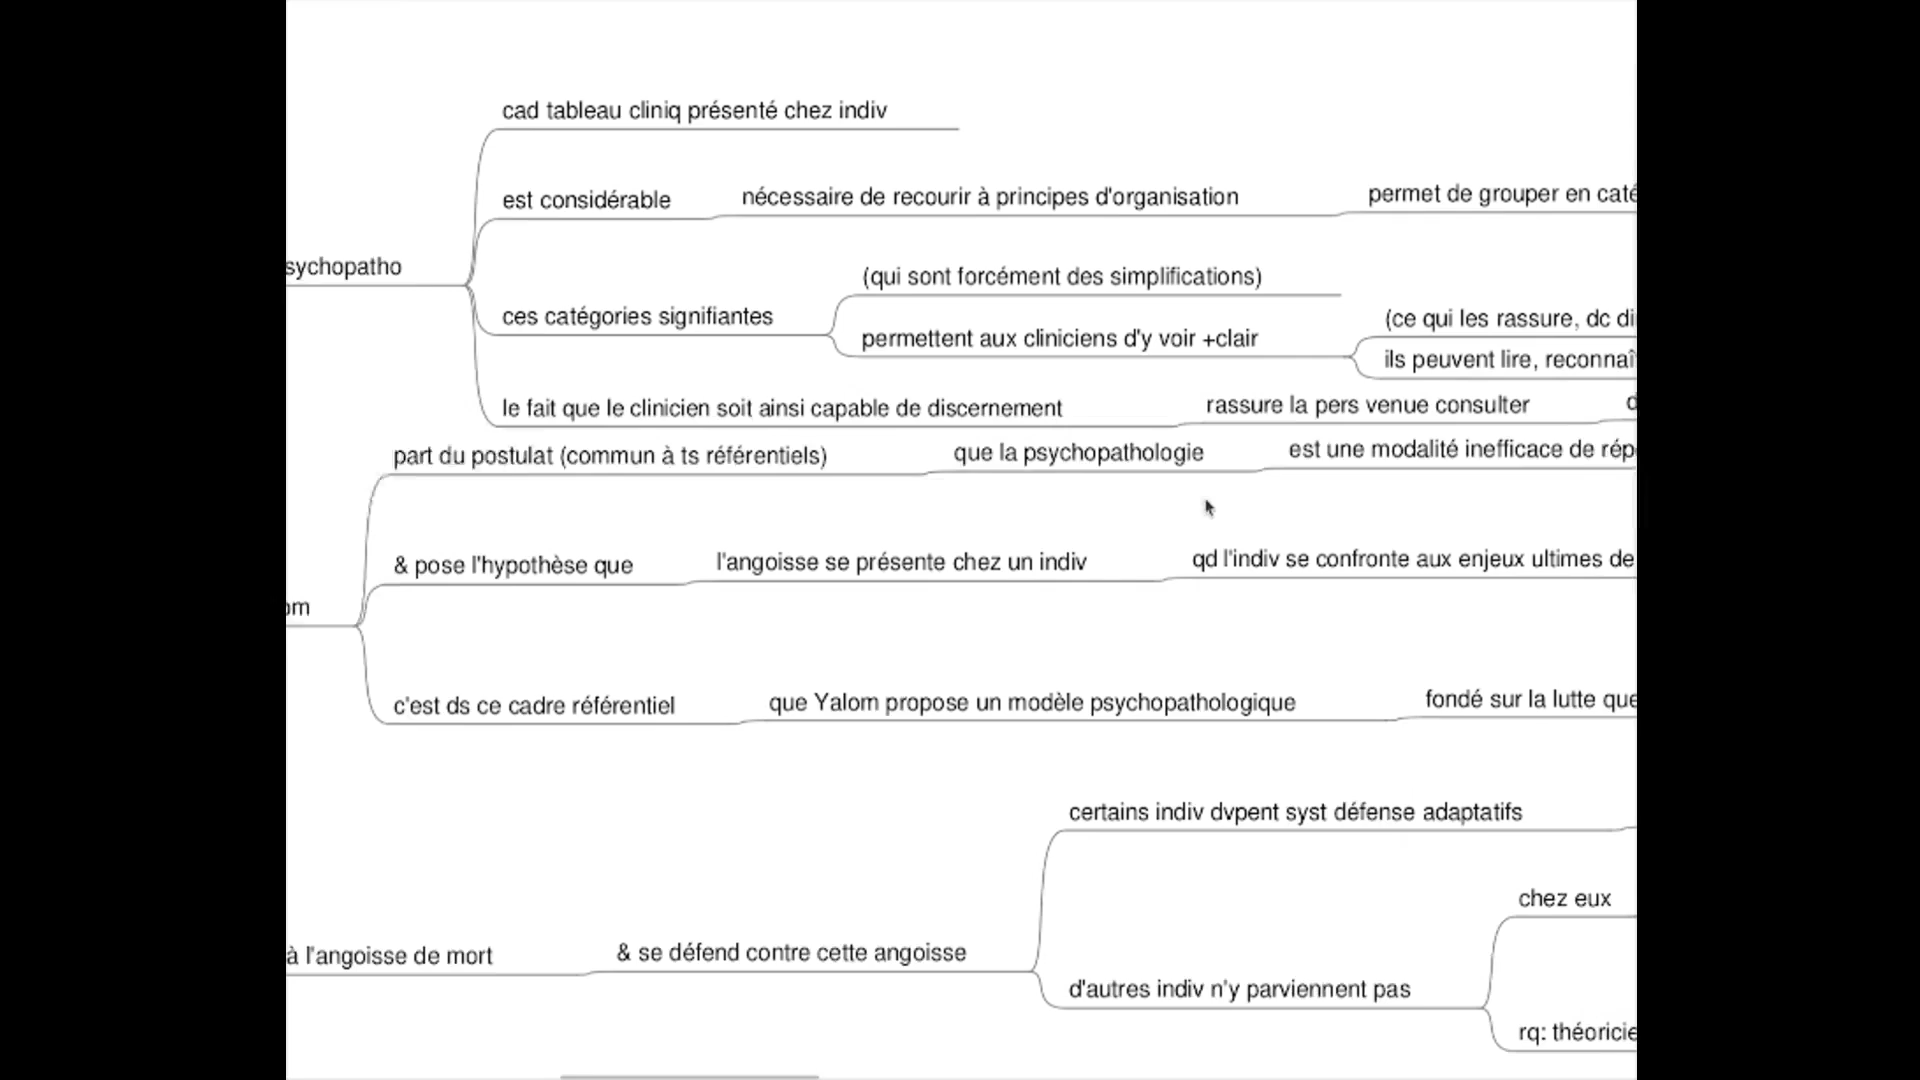 cad tableau cliniq présenté chez indiv
est considérable
nécessaire de recourir à principes d'organisation
permet de grouper en caté
sychopatho
ces catégories signifiantes
(qui sont forcément des simplifications)
permettent aux cliniciens d'y voir +clair
(ce qui les rassure, dc di
ils peuvent lire, reconnaî
le fait que le clinicien soit ainsi capable de discernement
rassure la pers venue consulter
d
part du postulat (commun à ts référentiels)
que la psychopathologie
est une modalité inefficace de rép
om
& pose l'hypothèse que
l'angoisse se présente chez un indiv
qd l'indiv se confronte aux enjeux ultimes de
c'est ds ce cadre référentiel
que Yalom propose un modèle psychopathologique
fondé sur la lutte que
à l'angoisse de mort
& se défend contre cette angoisse
certains indiv dvpent syst défense adaptatifs
d'autres indiv n'y parviennent pas
chez eux
rq: théoricie